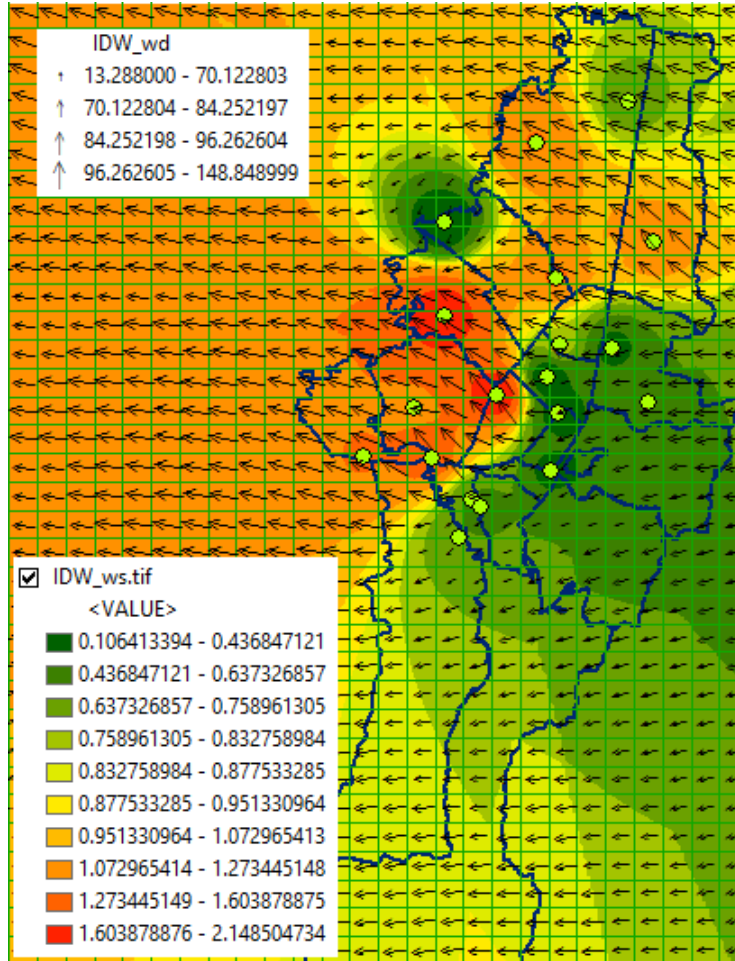 IDW_wd
13.288000 - 70.122803
70.122804 - 84.252197
84.252198 - 96.262604
96.262605 - 148.848999
IDW_ws.tif
<VALUE>
0.106413394 - 0.436847121
0.436847121 - 0.637326857
0.637326857 - 0.758961305
0.758961305 - 0.832758984
0.832758984 - 0.877533285
0.877533285 - 0.951330964
0.951330964 - 1.072965413
1.072965414 - 1.273445148
1.273445149 - 1.603878875
1.603878876 - 2.148504734